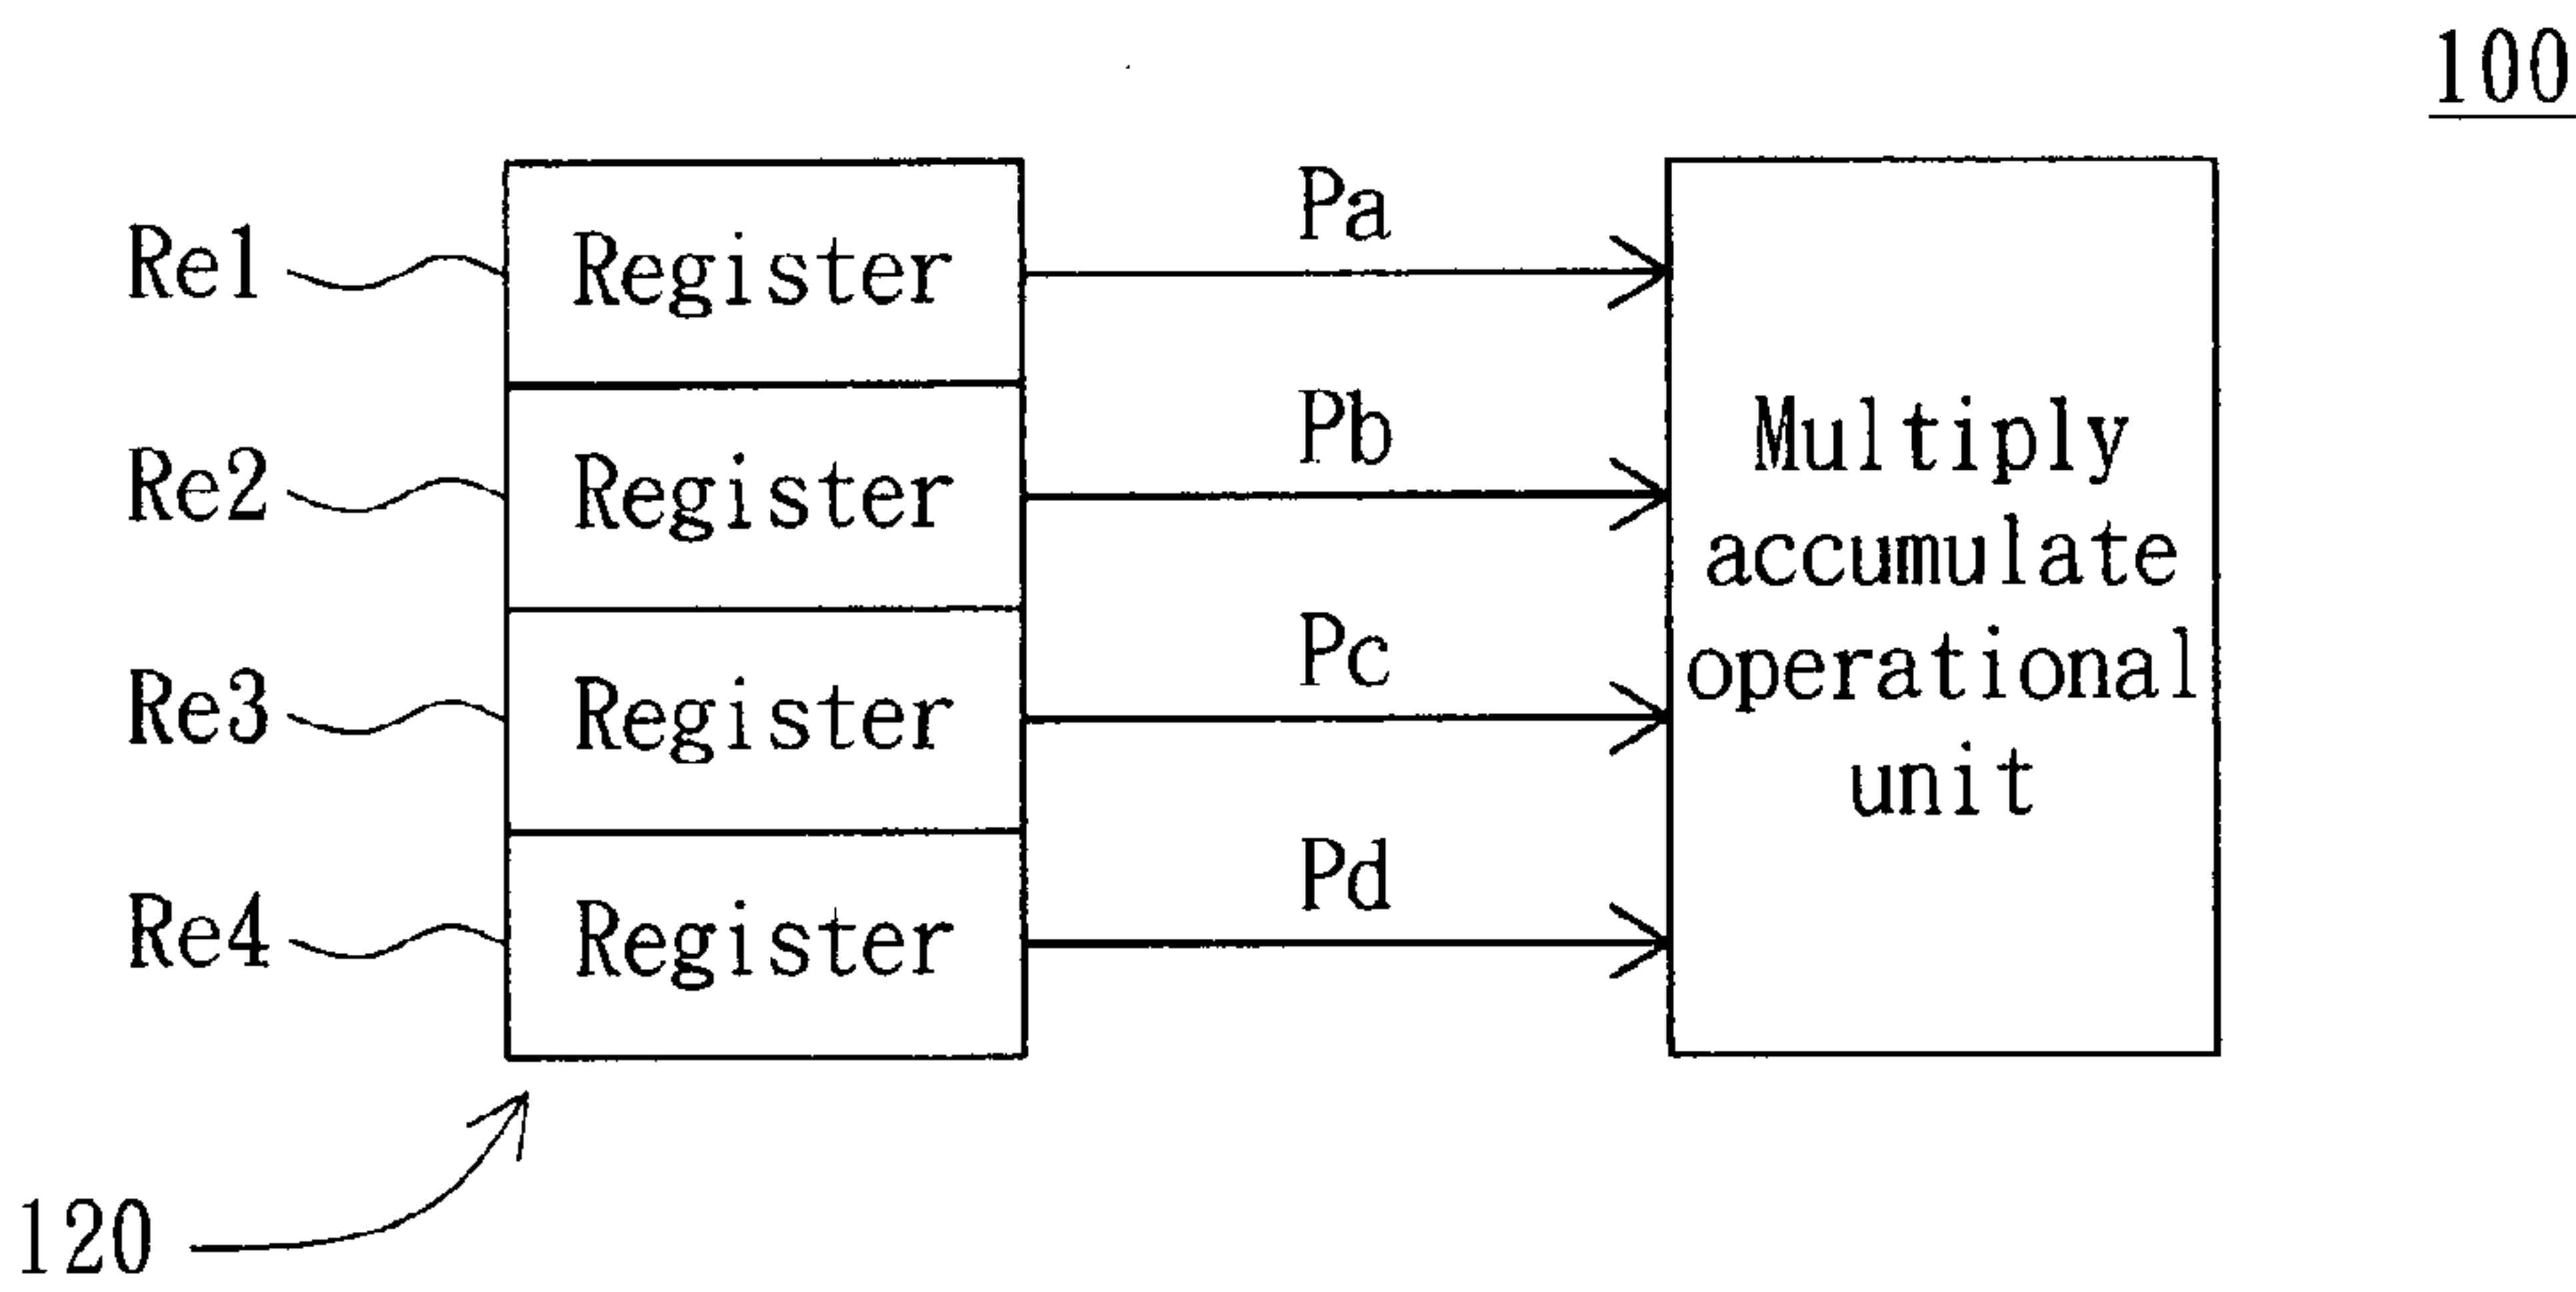 100
Re1 Register Pa
Re2 Register Pb
Re3 Register Pc
Re4 Register Pd
Multiply
accumulate
operational
unit
120